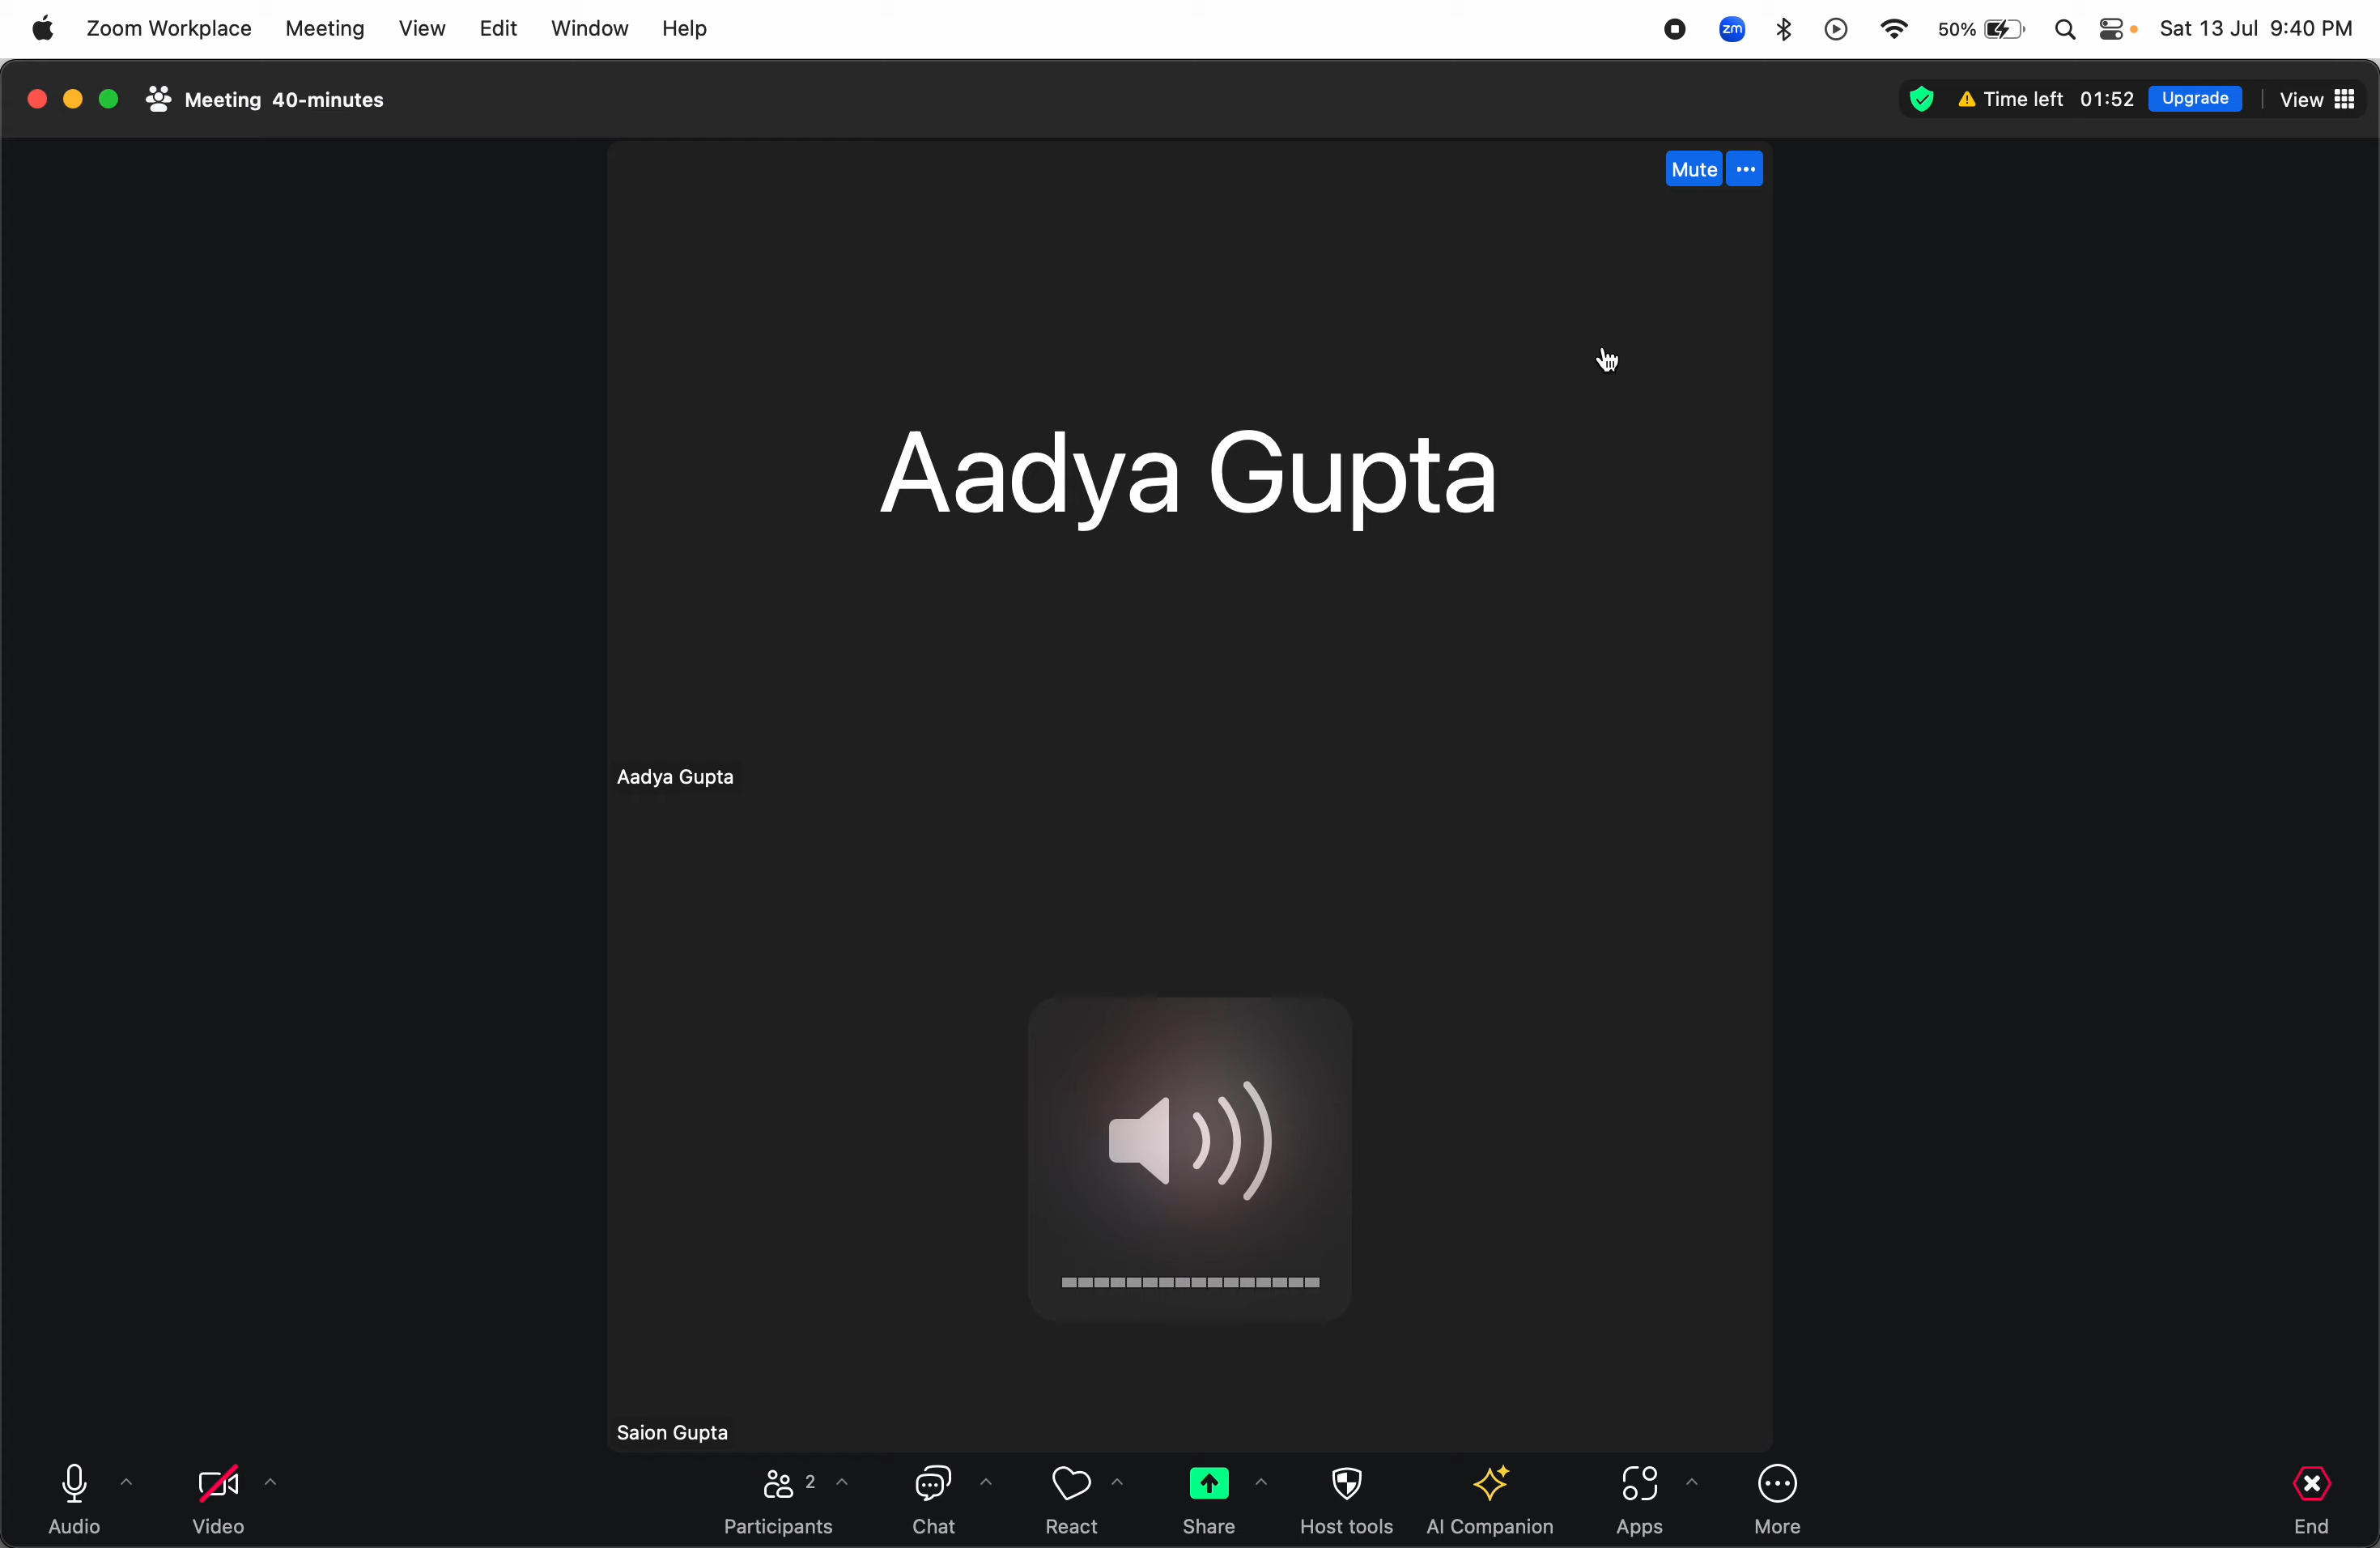 Zoom Workplace Meeting View Edit Window Help zm 50% Sat 13 Jul 9:40 PM
Meeting 40-minutes Time left 01:52 Upgrade View
Mute
Aadya Gupta
Aadya Gupta
Saion Gupta
2
Audio Video Participants Chat React Share Host tools AI Companion Apps More End